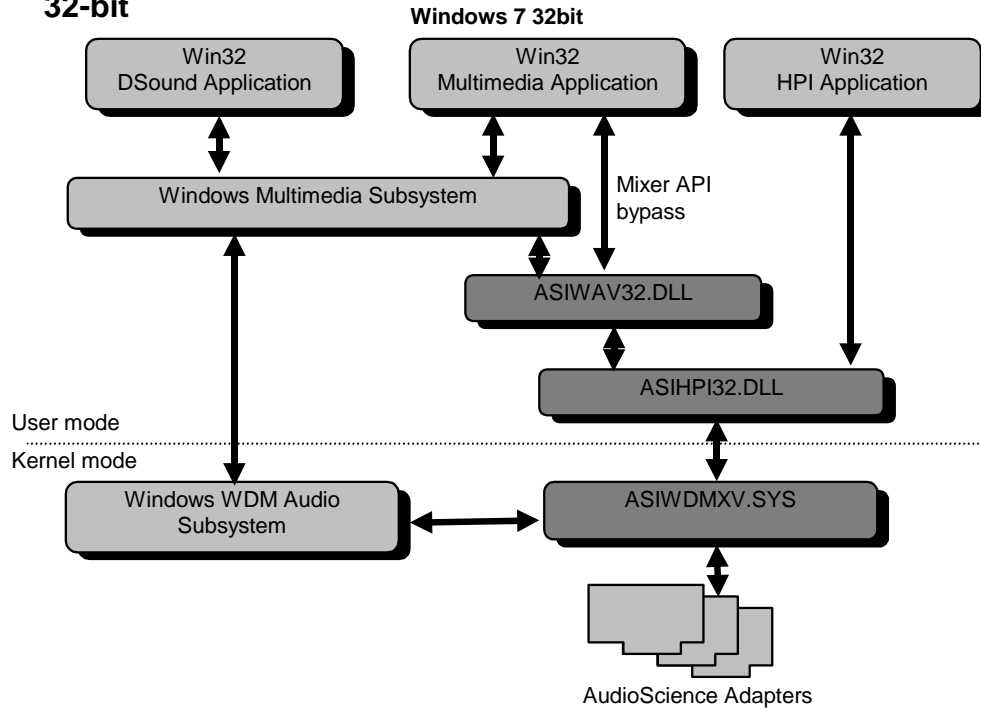 32-bit
Windows 7 32bit
Win32
DSound Application
Win32
Multimedia Application
Win32
HPI Application
Windows Multimedia Subsystem
Mixer API
bypass
ASIWAV32.DLL
ASIHPI32.DLL
User mode
Kernel mode
Windows WDM Audio
Subsystem
ASIWDMXV.SYS
AudioScience Adapters